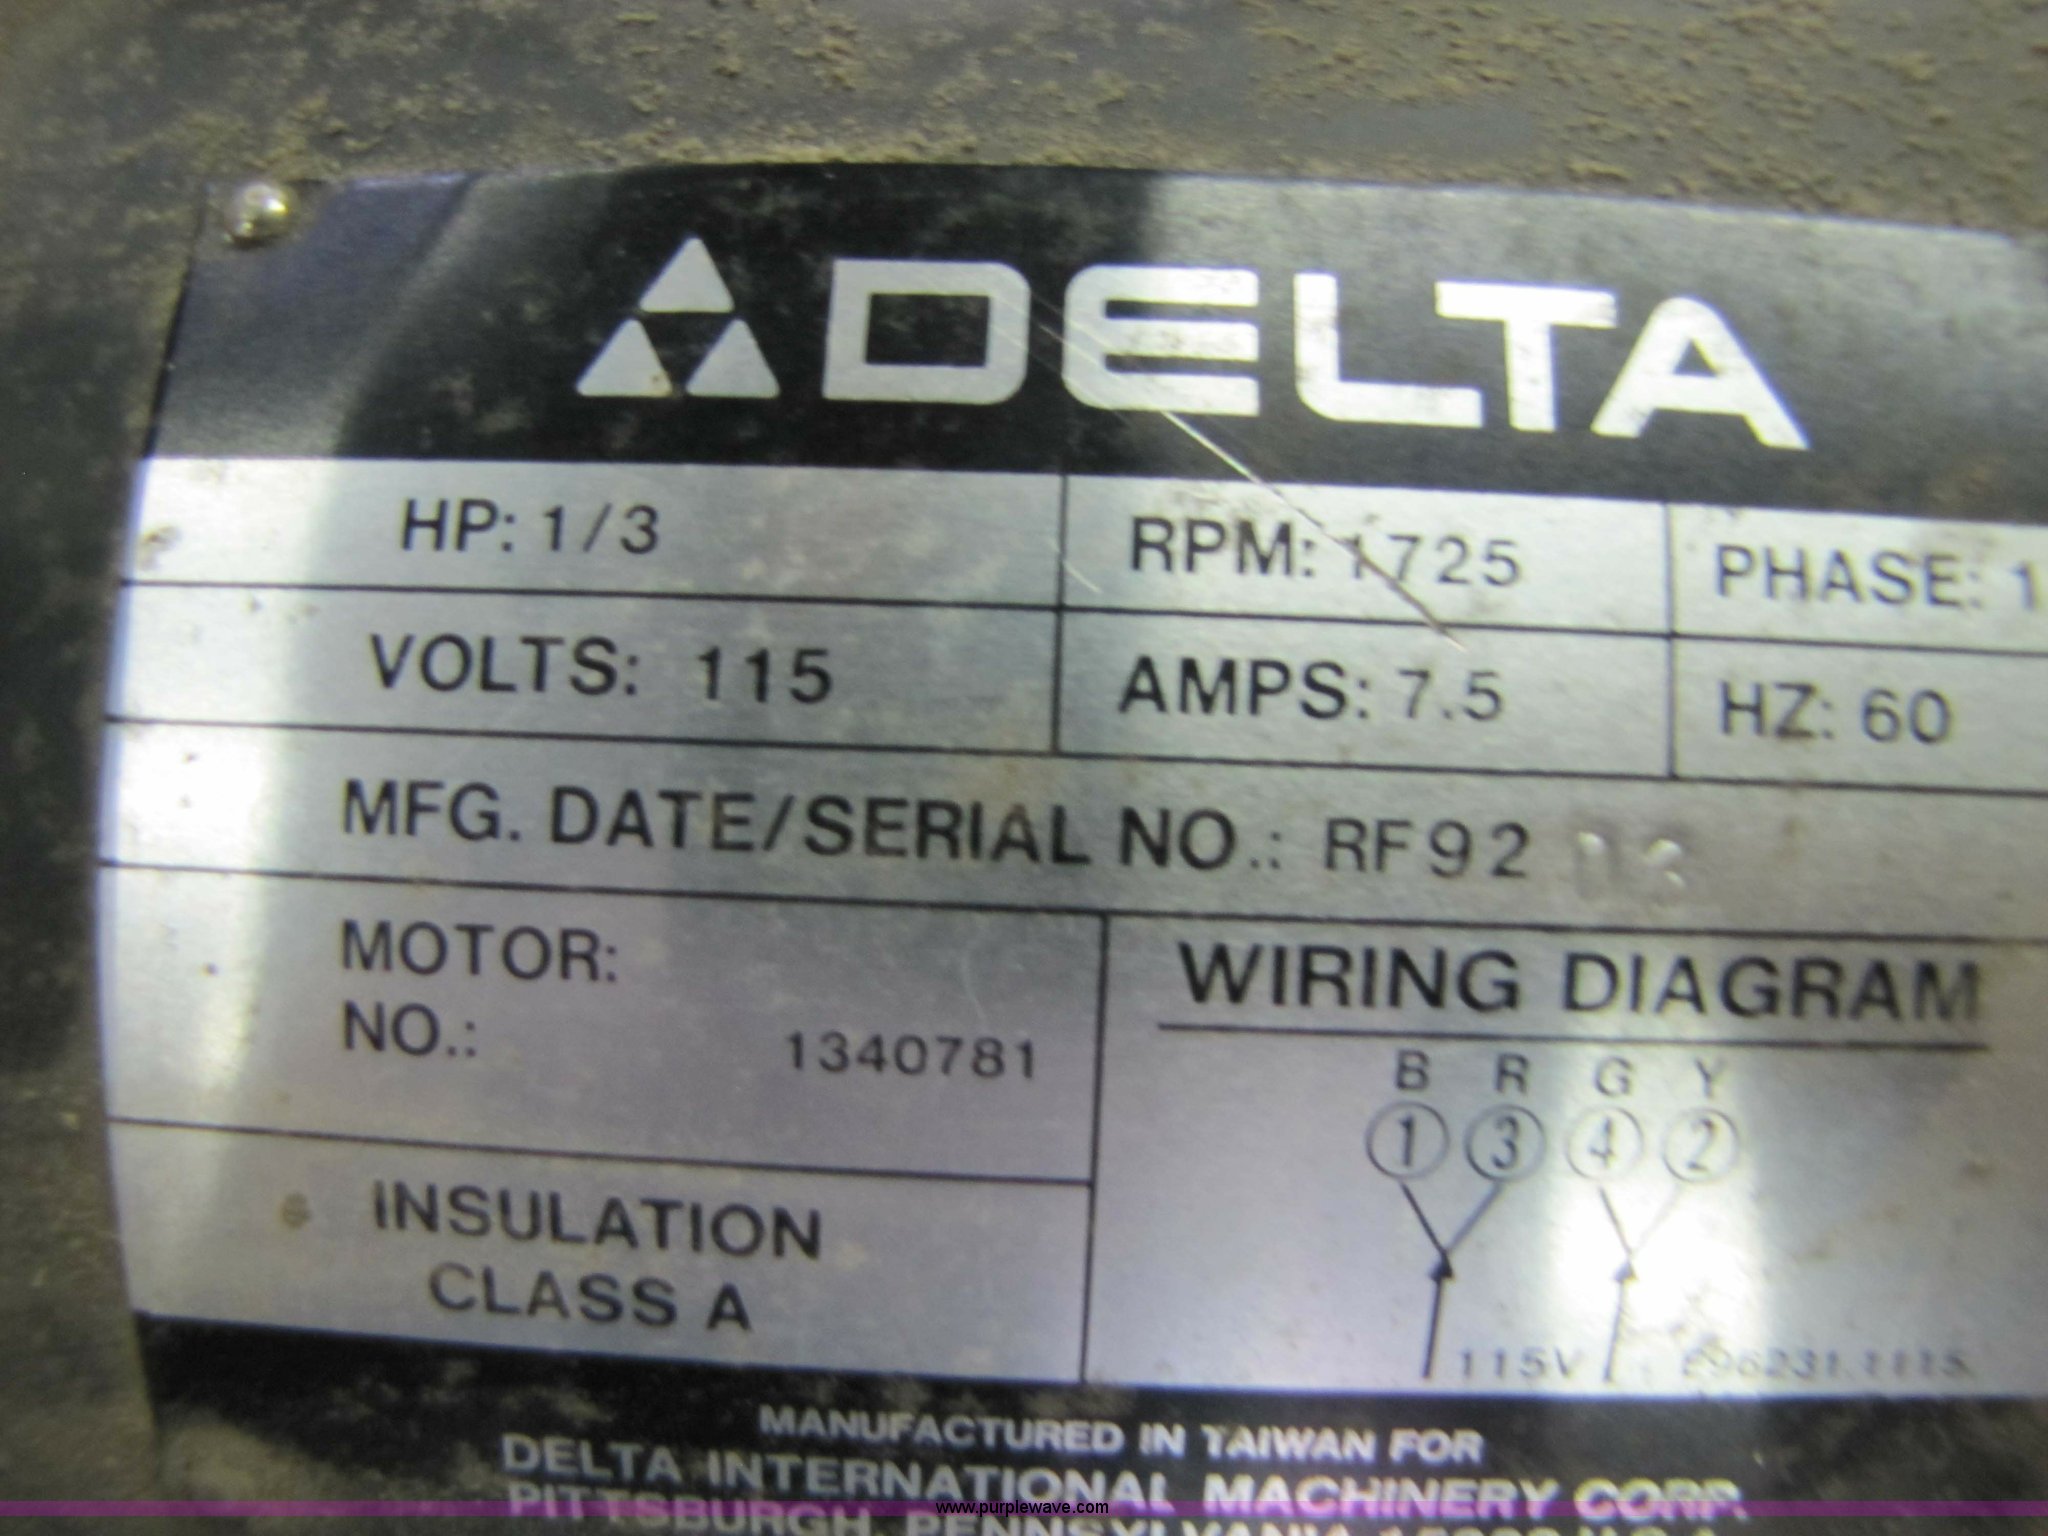 DELTA
HP: 1/3 RPM: 1725 PHASE: 1
VOLTS: 115 AMPS: 7.5 HZ: 60
MFG. DATE/SERIAL NO.: RF92
MOTOR:
NO.: 1340781
WIRING DIAGRAM
B R G Y
1 3 4 2
115V
INSULATION
CLASS A
MANUFACTURED IN TAIWAN FOR
DELTA INTERNATIONAL MACHINERY CORP.
PITTSBURGH, PENNSYLVANIA
www.purplewave.com